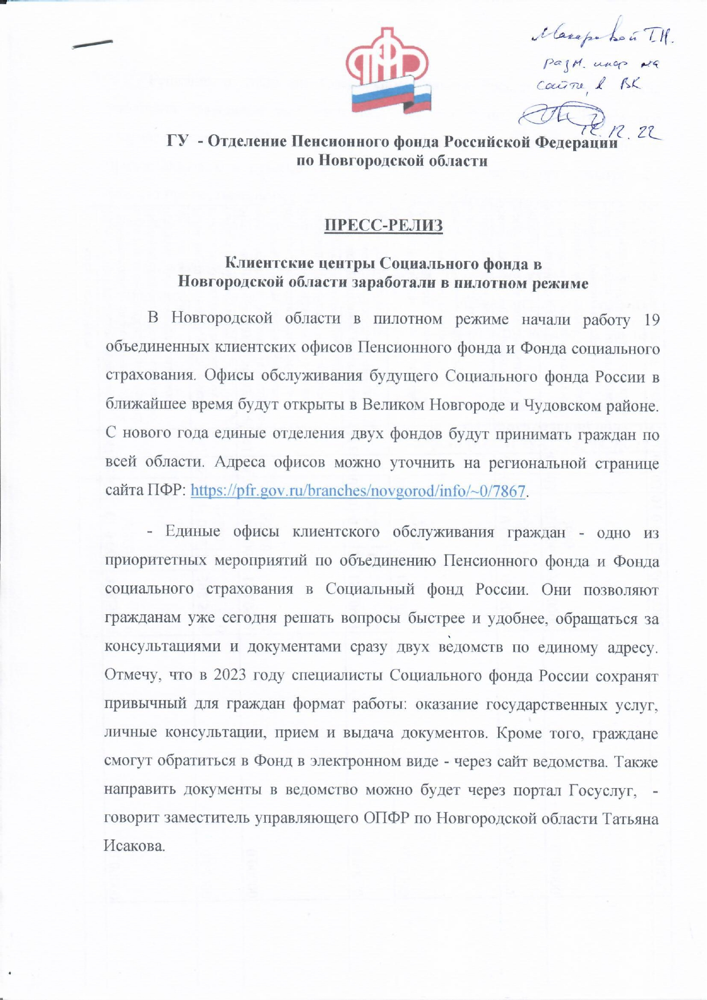 Макаровой Т.Н.
разм. инф на
сайте, в ВК
12.22
ГУ - Отделение Пенсионного фонда Российской Федерации
по Новгородской области
ПРЕСС-РЕЛИЗ
Клиентские центры Социального фонда в
Новгородской области заработали в пилотном режиме
В Новгородской области в пилотном режиме начали работу 19
объединенных клиентских офисов Пенсионного фонда и Фонда социального
страхования. Офисы обслуживания будущего Социального фонда России в
ближайшее время будут открыты в Великом Новгороде и Чудовском районе.
С нового года единые отделения двух фондов будут принимать граждан по
всей области. Адреса офисов можно уточнить на региональной странице
сайта ПФР: https://pfr.gov.ru/branches/novgorod/info/~0/7867.
- Единые офисы клиентского обслуживания граждан - одно из
приоритетных мероприятий по объединению Пенсионного фонда и Фонда
социального страхования в Социальный фонд России. Они позволяют
гражданам уже сегодня решать вопросы быстрее и удобнее, обращаться за
консультациями и документами сразу двух ведомств по единому адресу.
Отмечу, что в 2023 году специалисты Социального фонда России сохранят
привычный для граждан формат работы: оказание государственных услуг,
личные консультации, прием и выдача документов. Кроме того, граждане
смогут обратиться в Фонд в электронном виде - через сайт ведомства. Также
направить документы в ведомство можно будет через портал Госуслуг, -
говорит заместитель управляющего ОПФР по Новгородской области Татьяна
Исакова.